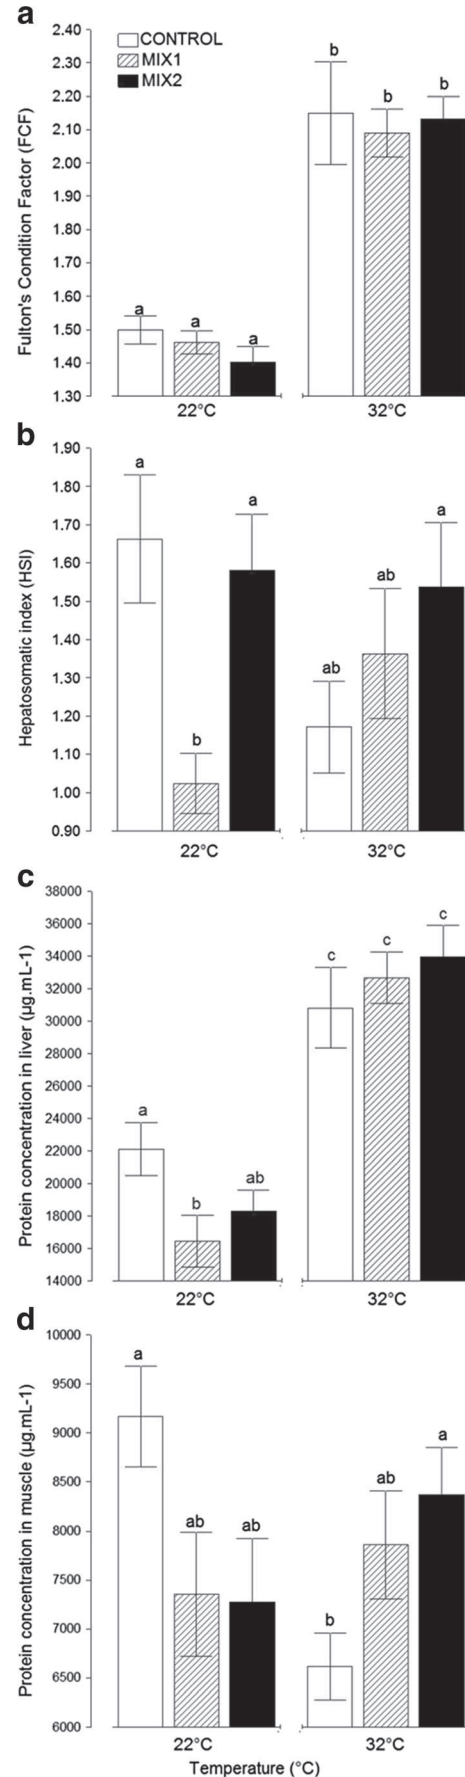 a
Fulton's Condition Factor (FCF)
2.40
2.30
2.20
2.10
2.00
1.90
1.80
1.70
1.60
1.50
1.40
1.30
CONTROL
MIX1
MIX2
a
a
a
b
b
b
22°C
32°C
b
Hepatosomatic index (HSI)
1.90
1.80
1.70
1.60
1.50
1.40
1.30
1.20
1.10
1.00
0.90
a
b
a
ab
ab
a
22°C
32°C
c
Protein concentration in liver (µg.mL-1)
38000
36000
34000
32000
30000
28000
26000
24000
22000
20000
18000
16000
14000
a
b
ab
c
c
c
22°C
32°C
d
Protein concentration in muscle (µg.mL-1)
10000
9500
9000
8500
8000
7500
7000
6500
6000
a
ab
ab
b
ab
a
22°C
32°C
Temperature (°C)